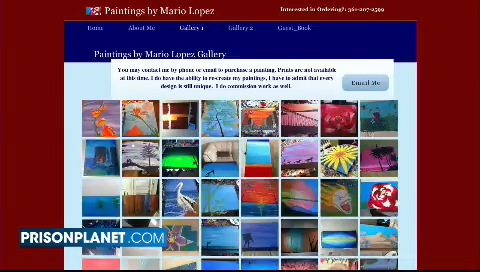 Paintings by Mario Lopez
Interested in Ordering?: 361-207-2599
Home About Me Gallery 1 Gallery 2 Guest_Book
Paintings by Mario Lopez Gallery
You may contact me by phone or email to purchase a painting. Prints are not available
at this time. I do have the ability to re-create my paintings, I have to admit that every
design is still unique. I do commission work as well.
Email Me
PRISONPLANET.COM